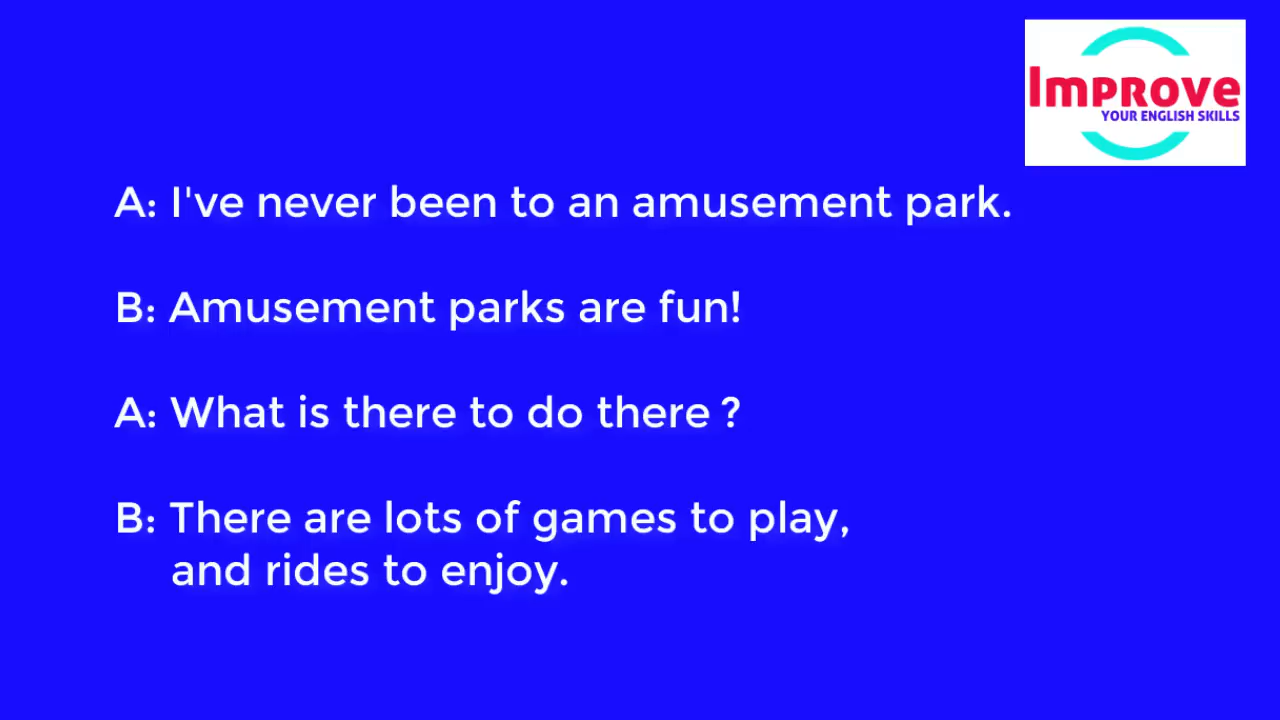 Improve
YOUR ENGLISH SKILLS
A: I've never been to an amusement park.
B: Amusement parks are fun!
A: What is there to do there ?
B: There are lots of games to play,
and rides to enjoy.